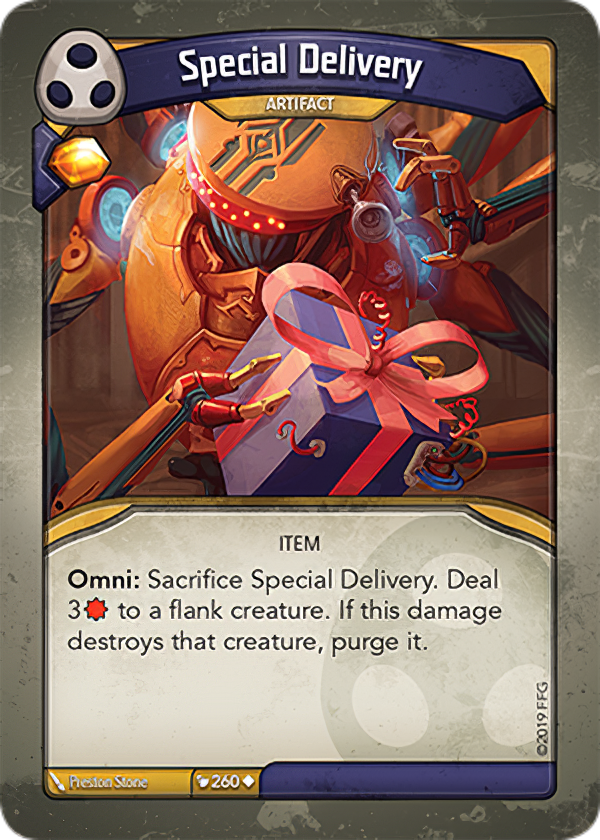 Special Delivery
ARTIFACT
ITEM
Omni: Sacrifice Special Delivery. Deal
3 to a flank creature. If this damage
destroys that creature, purge it.
©2019 FFG
Preston Stone
260